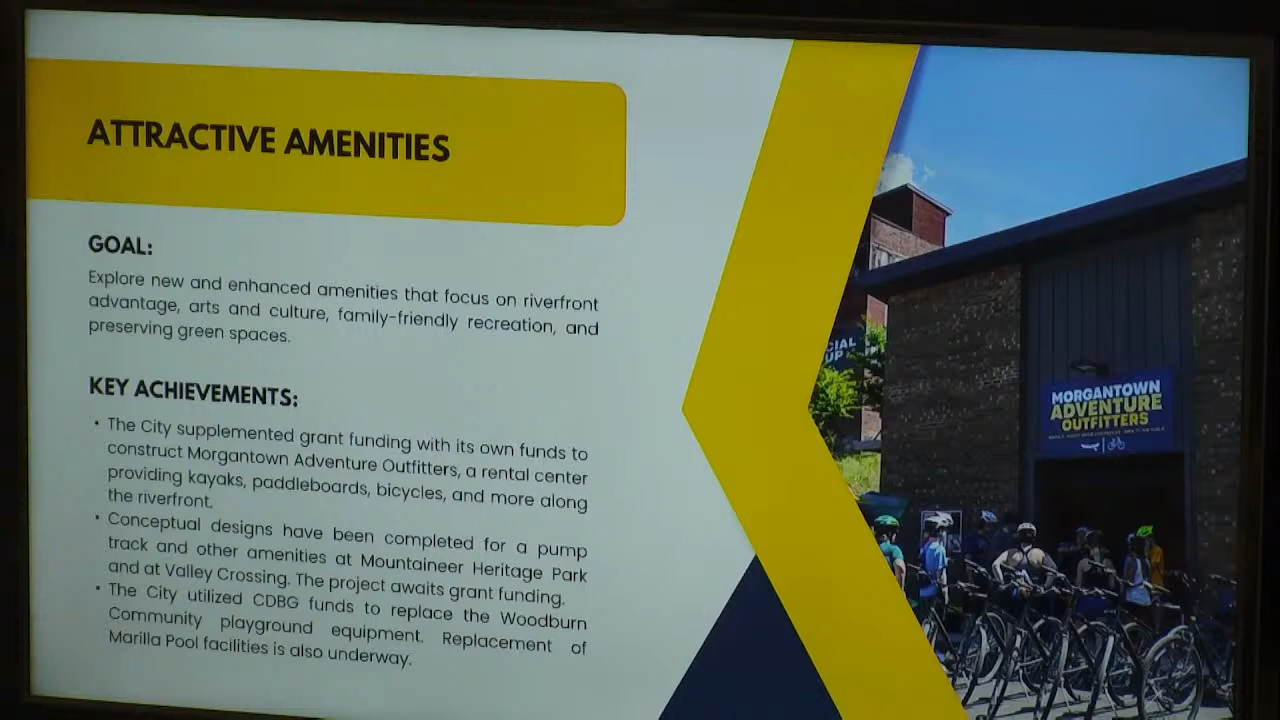 ATTRACTIVE AMENITIES
GOAL:
Explore new and enhanced amenities that focus on riverfront
advantage, arts and culture, family-friendly recreation, and
preserving green spaces.
KEY ACHIEVEMENTS:
• The City supplemented grant funding with its own funds to
construct Morgantown Adventure Outfitters, a rental center
providing kayaks, paddleboards, bicycles, and more along
the riverfront.
• Conceptual designs have been completed for a pump
track and other amenities at Mountaineer Heritage Park
and at Valley Crossing. The project awaits grant funding.
• The City utilized CDBG funds to replace the Woodburn
Community playground equipment. Replacement of
Marilla Pool facilities is also underway.
CIAL
UP
MORGANTOWN
ADVENTURE
OUTFITTERS